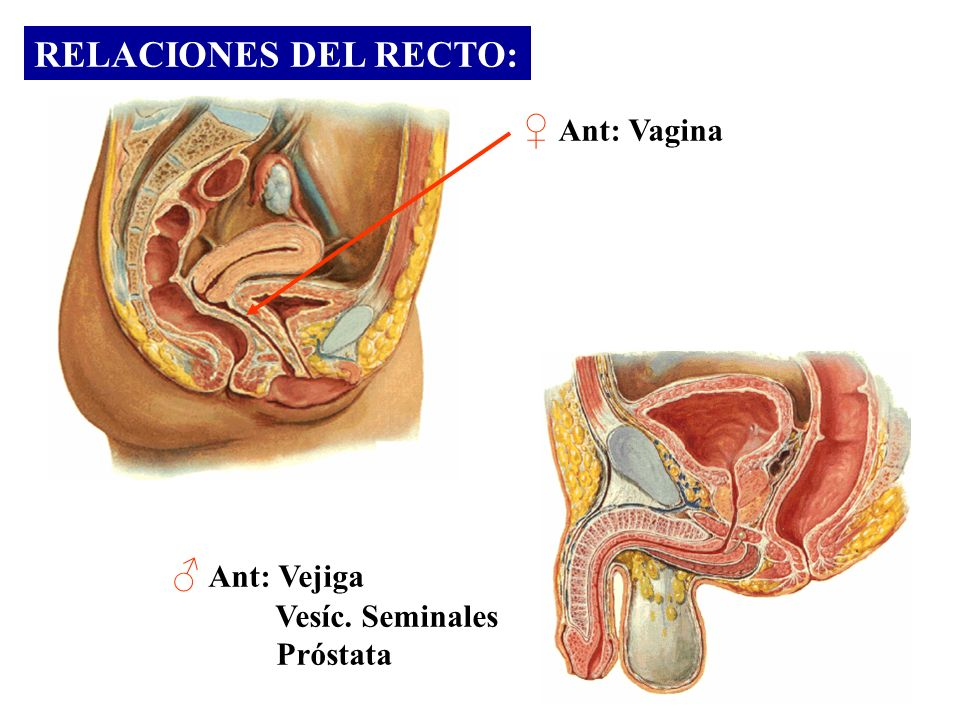 RELACIONES DEL RECTO:
♀ Ant: Vagina
♂ Ant: Vejiga
Vesíc. Seminales
Próstata